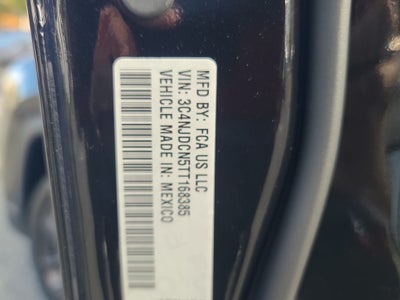 MFD BY: FCA US LLC
VIN: 3C4NJDCN5TT168385
VEHICLE MADE IN: MEXICO